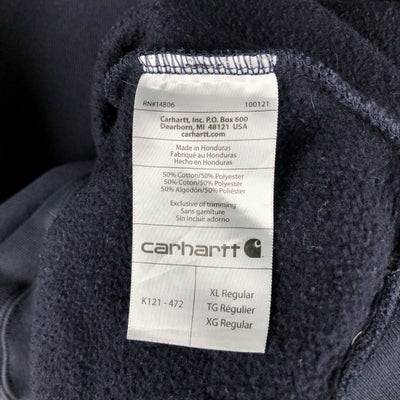 RN#14806 100121
Carhartt, Inc. P.O. Box 600
Dearborn, MI 48121 USA
carhartt.com
Made in Honduras
Fabriqué au Honduras
Hecho en Honduras
50% Cotton/50% Polyester
50% Coton/50% Polyester
50% Algodón/50% Poliéster
Exclusive of trimming
Sans garniture
Sin incluir adorno
carhartt
K121 - 472
XL Regular
TG Régulier
XG Regular